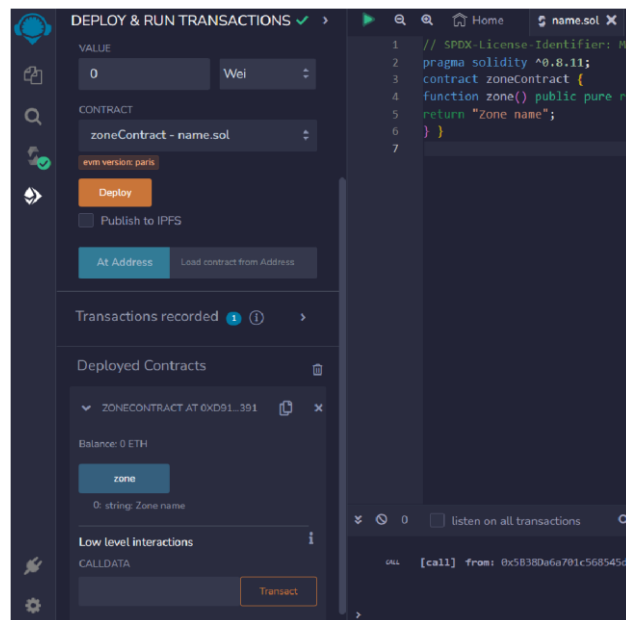 DEPLOY & RUN TRANSACTIONS
VALUE
0 Wei
CONTRACT
zoneContract - name.sol
evm version: paris
Deploy
Publish to IPFS
At Address Load contract from Address
Transactions recorded 1 i
Deployed Contracts
ZONECONTRACT AT 0XD91...391
Balance: 0 ETH
zone
0: string: Zone name
Low level interactions i
CALLDATA
Transact
Home name.sol
1 // SPDX-License-Identifier: M
2 pragma solidity ^0.8.11;
3 contract zoneContract {
4 function zone() public pure r
5 return "Zone name";
6 } }
7
0 listen on all transactions
CALL [call] from: 0x5B38Da6a701c568545d
>